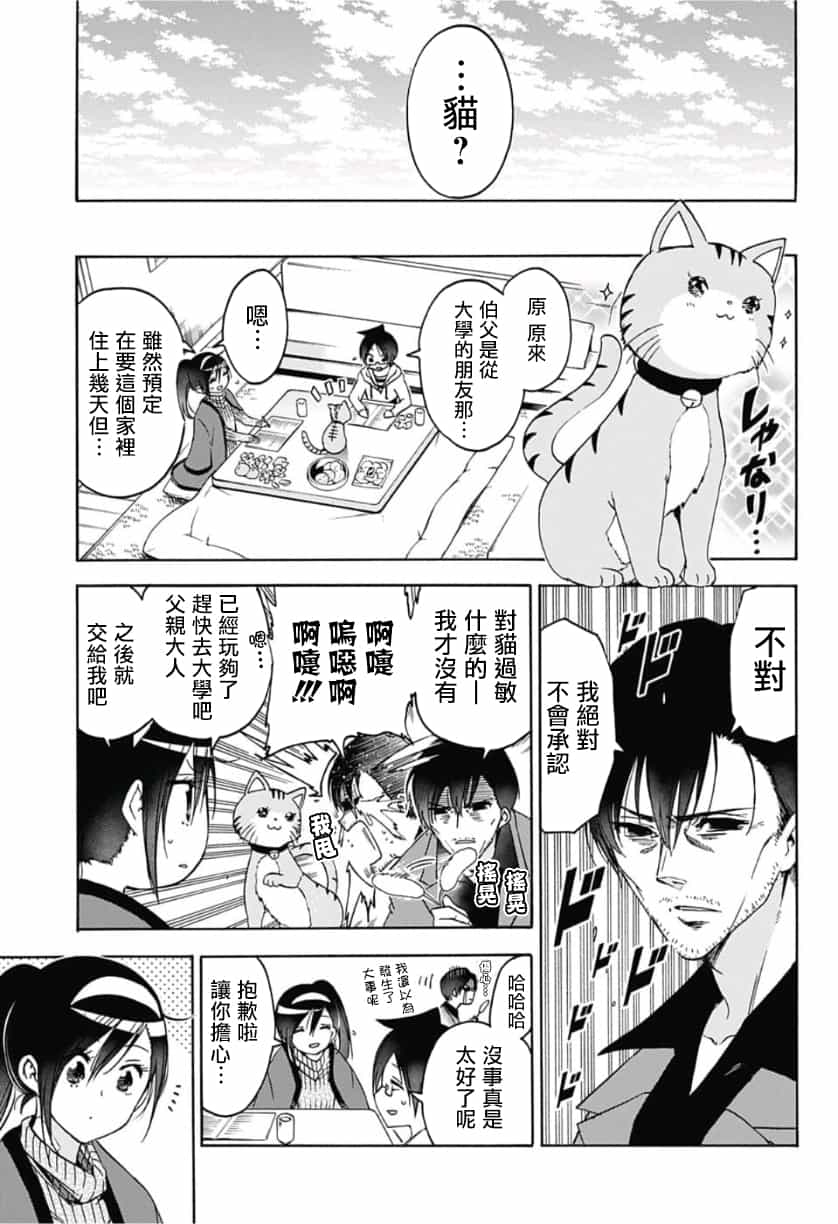 …貓？
原 原來
伯父是從
大學的朋友那…
嗯…
雖然預定
在要這個家裡
住上幾天但…
しゃなり…
不對
我絕對
不會承認
ドドド
ドドド
對貓過敏
什麼的—
我才沒有
啊嚏
嗚噁啊
啊嚏!!!
搖晃
搖晃
我甩
嗯…
已經玩夠了
趕快去大學吧
父親大人
之後就
交給我吧
哈哈哈
沒事真是
太好了呢
我還以為
發生了
大事呢
抱歉啦
讓你擔心…